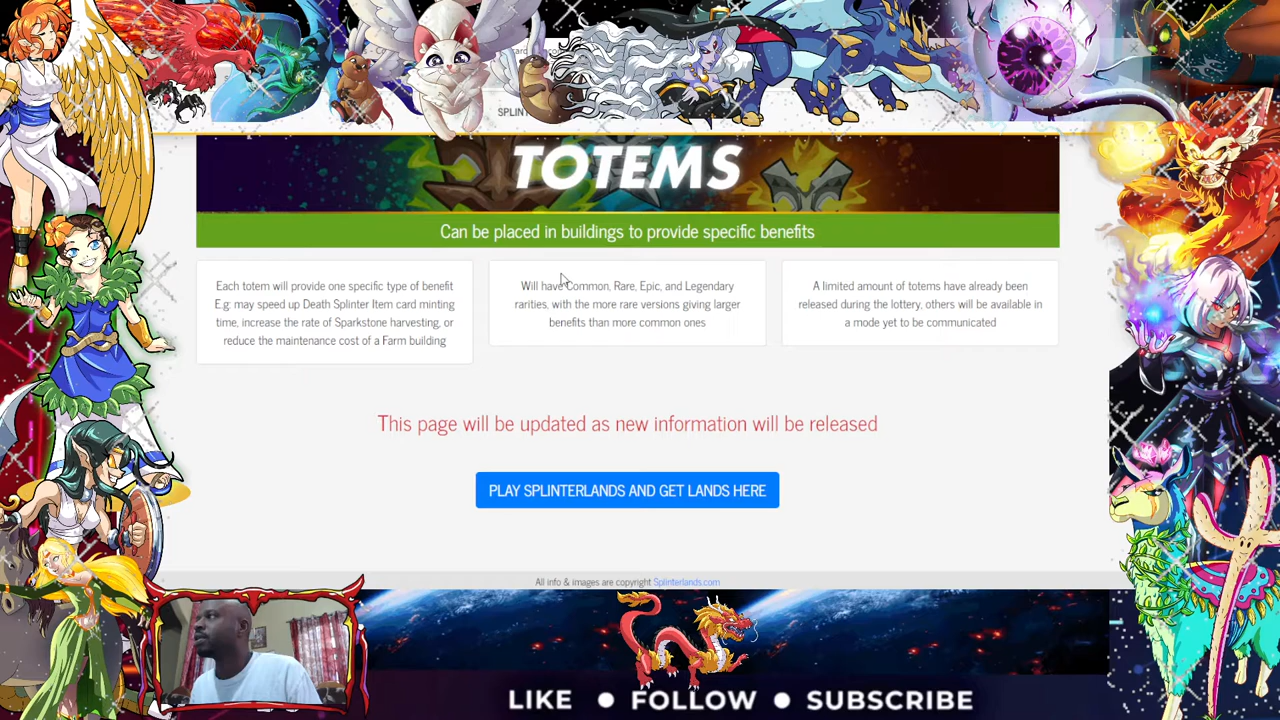 SPLINT
TOTEMS
Can be placed in buildings to provide specific benefits
Each totem will provide one specific type of benefit
E.g: may speed up Death Splinter Item card minting
time, increase the rate of Sparkstone harvesting, or
reduce the maintenance cost of a Farm building
Will have Common, Rare, Epic, and Legendary
rarities, with the more rare versions giving larger
benefits than more common ones
A limited amount of totems have already been
released during the lottery, others will be available in
a mode yet to be communicated
This page will be updated as new information will be released
PLAY SPLINTERLANDS AND GET LANDS HERE
All info & images are copyright Splinterlands.com
LIKE ● FOLLOW ● SUBSCRIBE